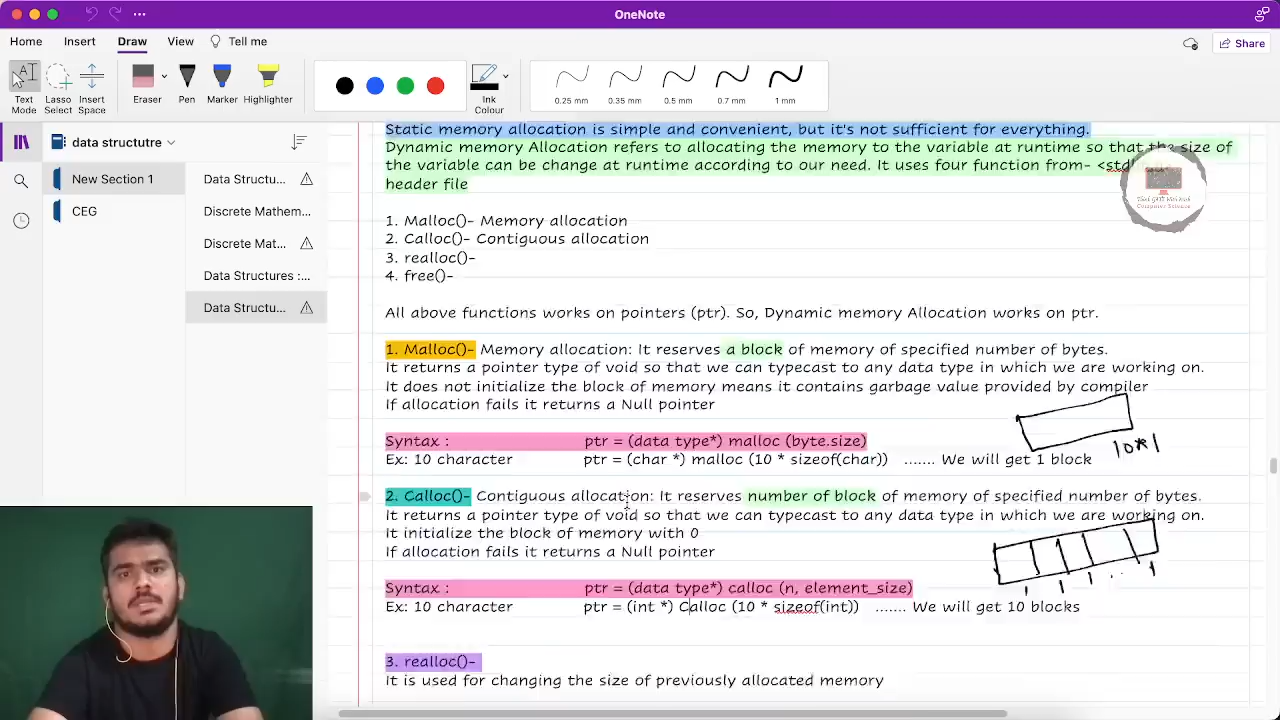 OneNote
Home Insert Draw View Tell me
Share
Text Mode
Lasso Select
Insert Space
Eraser
Pen
Marker
Highlighter
Ink Colour
0.25 mm 0.35 mm 0.5 mm 0.7 mm 1 mm
data structutre
New Section 1
CEG
Data Structu...
Discrete Mathem...
Discrete Mat...
Data Structures :...
Data Structu...
Static memory allocation is simple and convenient, but it's not sufficient for everything.
Dynamic memory Allocation refers to allocating the memory to the variable at runtime so that the size of
the variable can be change at runtime according to our need. It uses four function from- <std
header file
1. Malloc()- Memory allocation
2. Calloc()- Contiguous allocation
3. realloc()-
4. free()-
All above functions works on pointers (ptr). So, Dynamic memory Allocation works on ptr.
1. Malloc()- Memory allocation: It reserves a block of memory of specified number of bytes.
It returns a pointer type of void so that we can typecast to any data type in which we are working on.
It does not initialize the block of memory means it contains garbage value provided by compiler
If allocation fails it returns a Null pointer
Syntax : ptr = (data type*) malloc (byte.size)
Ex: 10 character ptr = (char *) malloc (10 * sizeof(char)) ....... We will get 1 block
10*1
2. Calloc()- Contiguous allocation: It reserves number of block of memory of specified number of bytes.
It returns a pointer type of void so that we can typecast to any data type in which we are working on.
It initialize the block of memory with 0
If allocation fails it returns a Null pointer
Syntax : ptr = (data type*) calloc (n, element_size)
1 1 1 .. 1
Ex: 10 character ptr = (int *) Calloc (10 * sizeof(int)) ....... We will get 10 blocks
3. realloc()-
It is used for changing the size of previously allocated memory
Computer Science